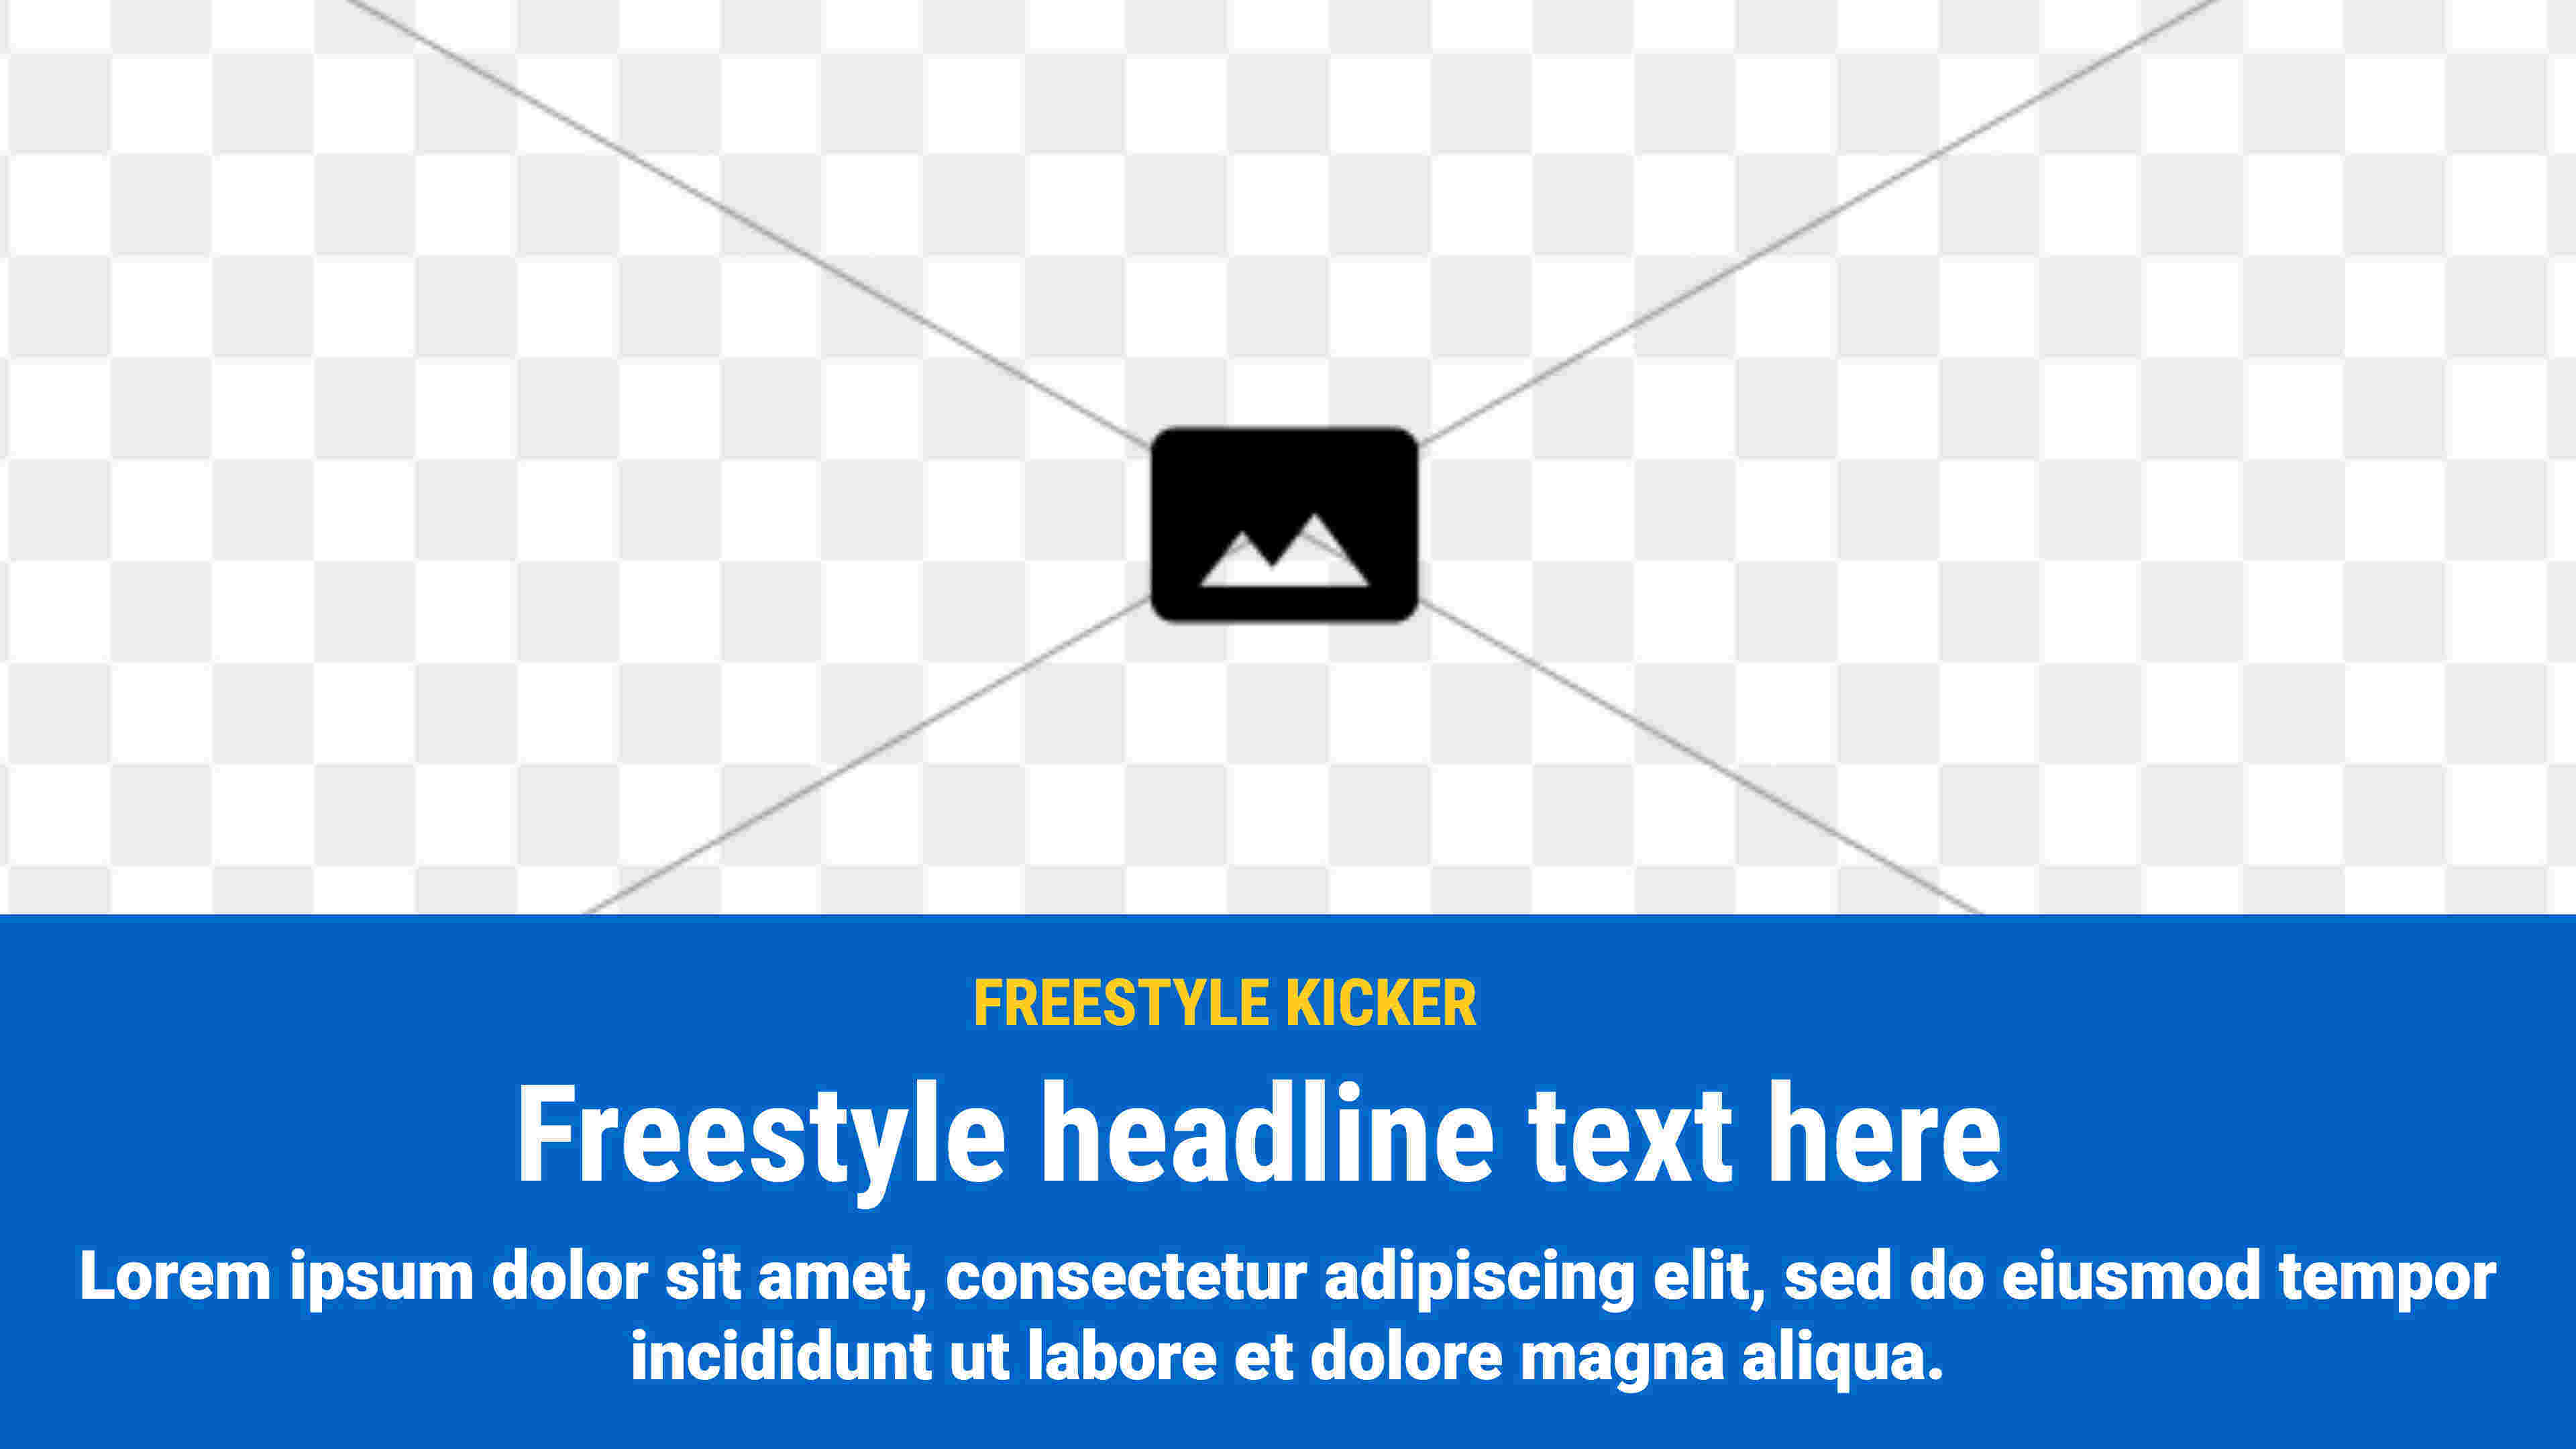 FREESTYLE KICKER
Freestyle headline text here
Lorem ipsum dolor sit amet, consectetur adipiscing elit, sed do eiusmod tempor
incididunt ut labore et dolore magna aliqua.